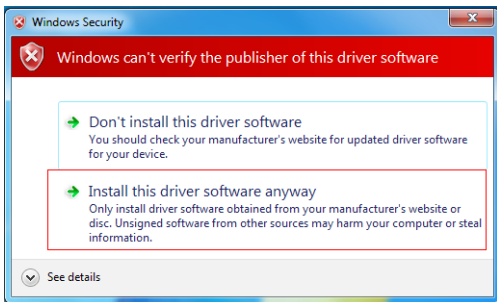 Windows Security
Windows can't verify the publisher of this driver software
Don't install this driver software
You should check your manufacturer's website for updated driver software
for your device.
Install this driver software anyway
Only install driver software obtained from your manufacturer's website or
disc. Unsigned software from other sources may harm your computer or steal
information.
See details